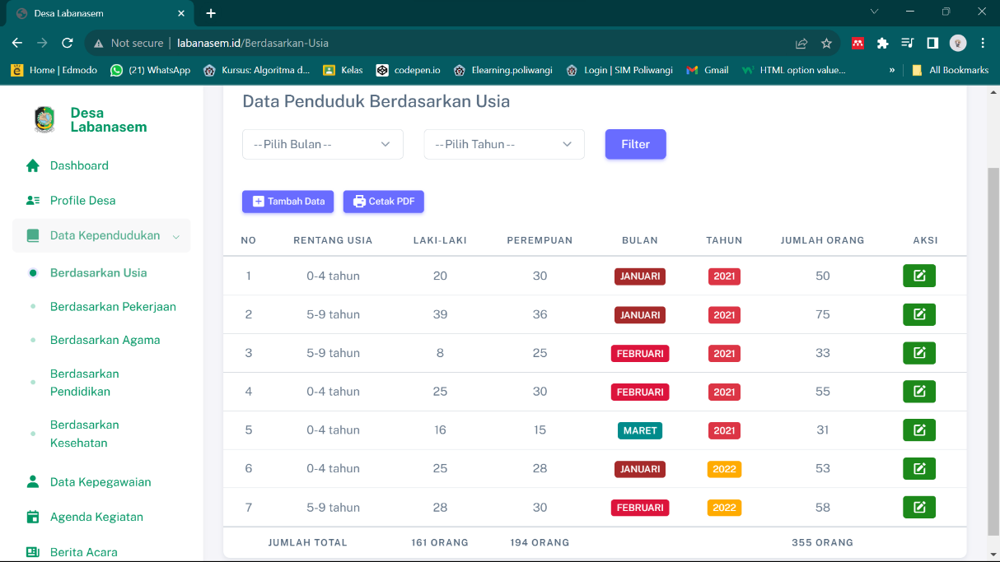 Desa Labanasem
Not secure | labanasem.id/Berdasarkan-Usia
Home | Edmodo (21) WhatsApp Kursus: Algoritma d... Kelas codepen.io Elearning.poliwangi Login | SIM Poliwangi Gmail HTML option value... » All Bookmarks
Desa
Labanasem
Dashboard
Profile Desa
Data Kependudukan
Berdasarkan Usia
Berdasarkan Pekerjaan
Berdasarkan Agama
Berdasarkan
Pendidikan
Berdasarkan
Kesehatan
Data Kepegawaian
Agenda Kegiatan
Berita Acara
Data Penduduk Berdasarkan Usia
--Pilih Bulan-- --Pilih Tahun-- Filter
Tambah Data Cetak PDF
NO RENTANG USIA LAKI-LAKI PEREMPUAN BULAN TAHUN JUMLAH ORANG AKSI
1 0-4 tahun 20 30 JANUARI 2021 50
2 5-9 tahun 39 36 JANUARI 2021 75
3 5-9 tahun 8 25 FEBRUARI 2021 33
4 0-4 tahun 25 30 FEBRUARI 2021 55
5 0-4 tahun 16 15 MARET 2021 31
6 0-4 tahun 25 28 JANUARI 2022 53
7 5-9 tahun 28 30 FEBRUARI 2022 58
JUMLAH TOTAL 161 ORANG 194 ORANG 355 ORANG